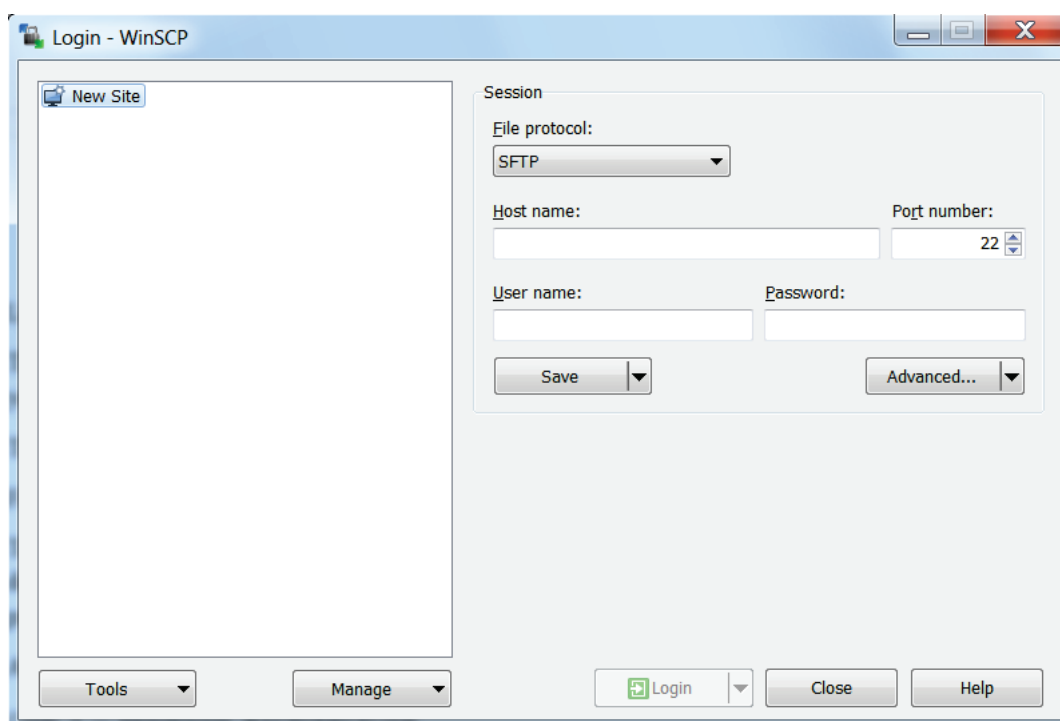 Login - WinSCP
New Site
Session
File protocol:
SFTP
Host name:
Port number:
22
User name:
Password:
Save
Advanced...
Tools
Manage
Login
Close
Help